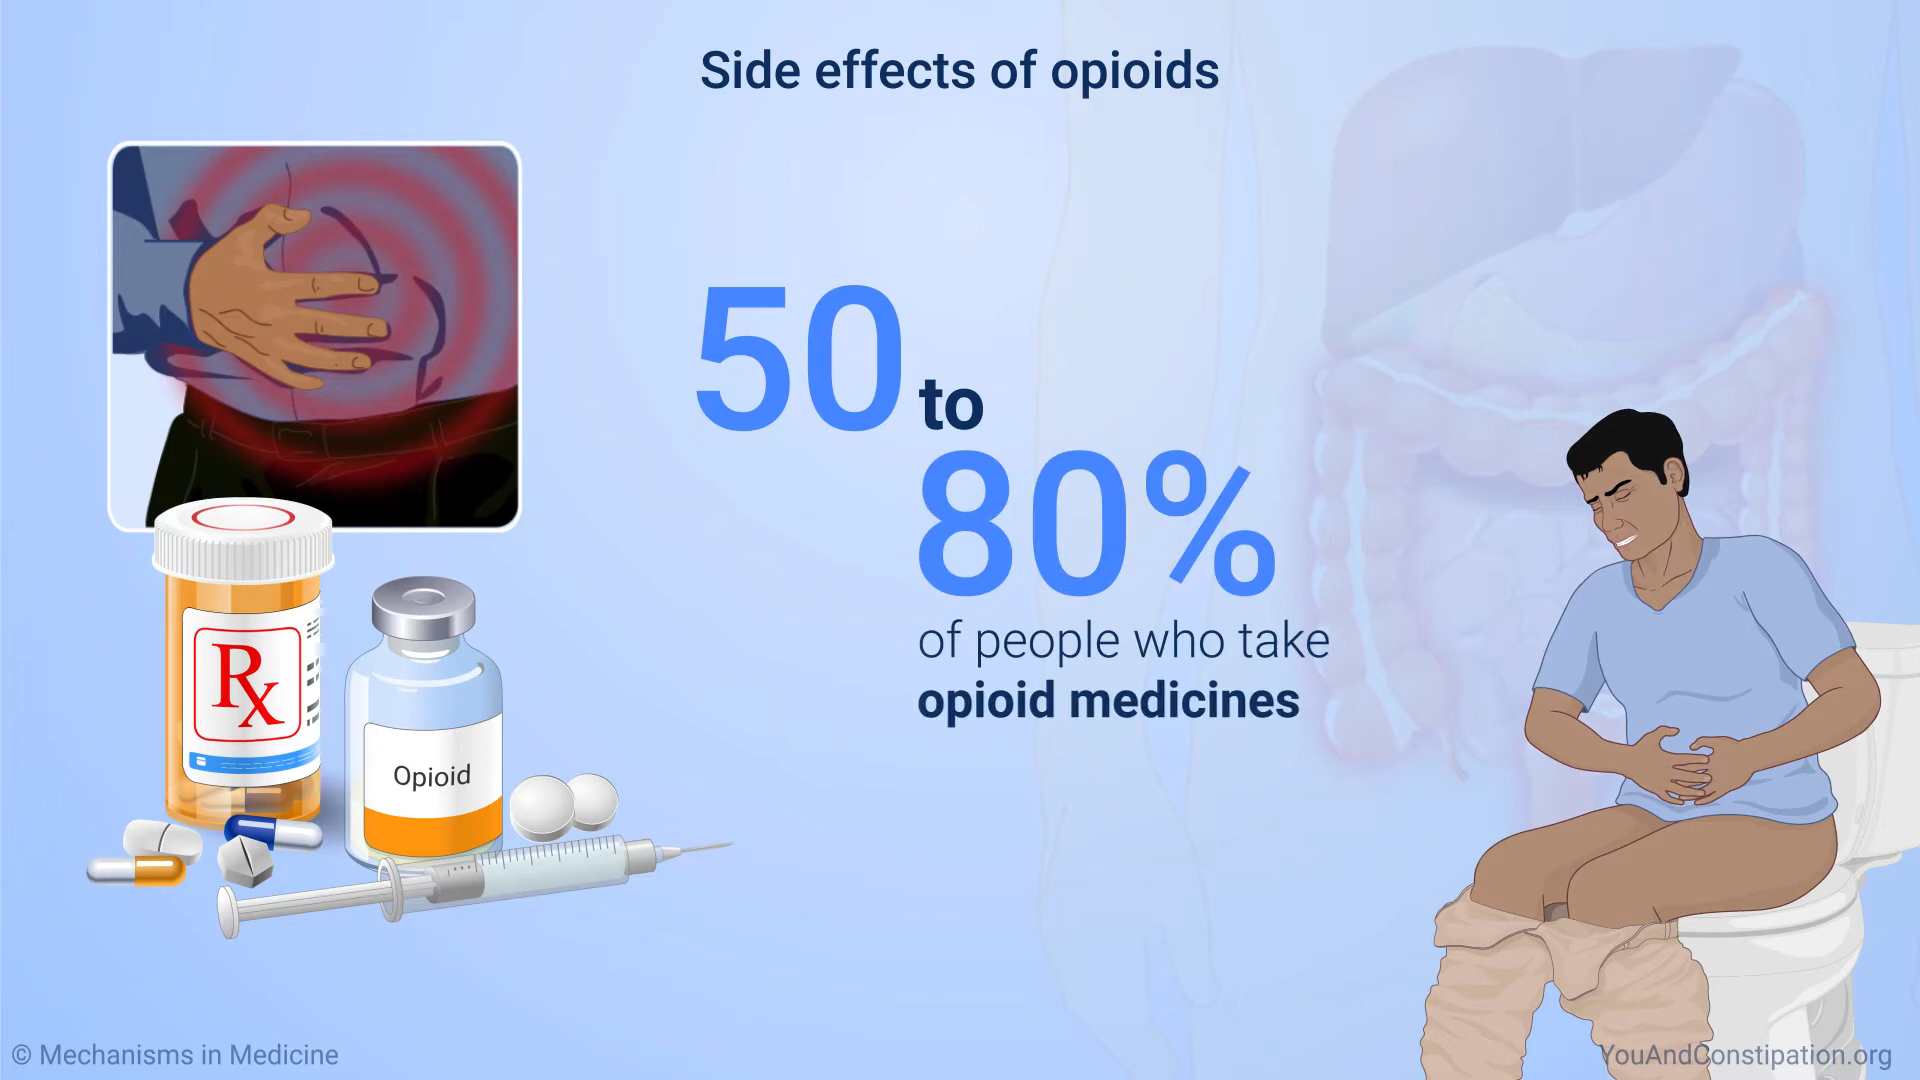 Side effects of opioids
50 to
80%
of people who take
opioid medicines
Rx
Opioid
© Mechanisms in Medicine
YouAndConstipation.org